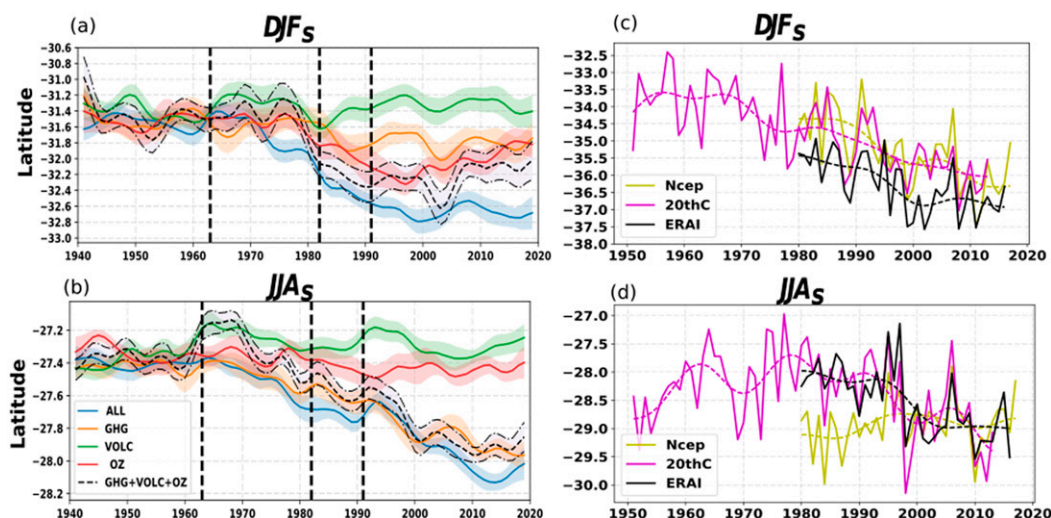 (a) DJFS
−30.6
−30.8
−31.0
−31.2
−31.4
−31.6
−31.8
−32.0
−32.2
−32.4
−32.6
−32.8
−33.0
Latitude
1940 1950 1960 1970 1980 1990 2000 2010 2020
(c) DJFS
−32.5
−33.0
−33.5
−34.0
−34.5
−35.0
−35.5
−36.0
−36.5
−37.0
−37.5
−38.0
Ncep
20thC
ERAI
1950 1960 1970 1980 1990 2000 2010 2020
(b) JJAS
−27.2
−27.4
−27.6
−27.8
−28.0
−28.2
Latitude
ALL
GHG
VOLC
OZ
GHG+VOLC+OZ
1940 1950 1960 1970 1980 1990 2000 2010 2020
(d) JJAS
−27.0
−27.5
−28.0
−28.5
−29.0
−29.5
−30.0
Ncep
20thC
ERAI
1950 1960 1970 1980 1990 2000 2010 2020